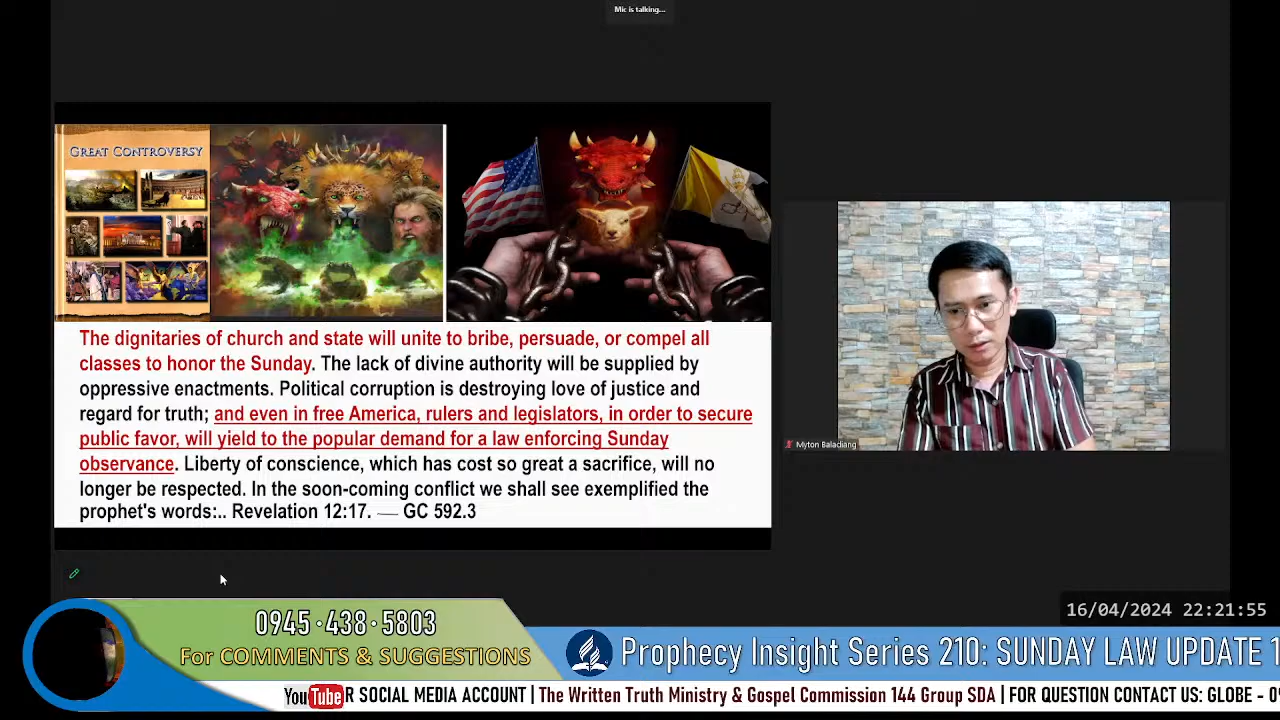 Mic is talking...
GREAT CONTROVERSY
The dignitaries of church and state will unite to bribe, persuade, or compel all
classes to honor the Sunday. The lack of divine authority will be supplied by
oppressive enactments. Political corruption is destroying love of justice and
regard for truth; and even in free America, rulers and legislators, in order to secure
public favor, will yield to the popular demand for a law enforcing Sunday
observance. Liberty of conscience, which has cost so great a sacrifice, will no
longer be respected. In the soon-coming conflict we shall see exemplified the
prophet's words:.. Revelation 12:17. — GC 592.3
Myton Baladiang
16/04/2024 22:21:55
0945·438·5803
For COMMENTS & SUGGESTIONS
Prophecy Insight Series 210: SUNDAY LAW UPDATE 1
YouTube R SOCIAL MEDIA ACCOUNT | The Written Truth Ministry & Gospel Commission 144 Group SDA | FOR QUESTION CONTACT US: GLOBE - 09